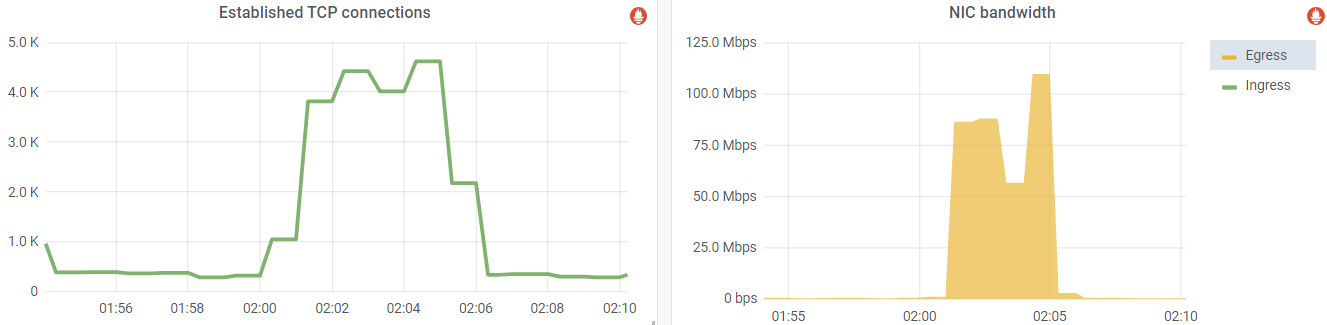 Established TCP connections
5.0 K
4.0 K
3.0 K
2.0 K
1.0 K
0
01:56 01:58 02:00 02:02 02:04 02:06 02:08 02:10
NIC bandwidth
125.0 Mbps
100.0 Mbps
75.0 Mbps
50.0 Mbps
25.0 Mbps
0 bps
01:55 02:00 02:05 02:10
Egress
Ingress